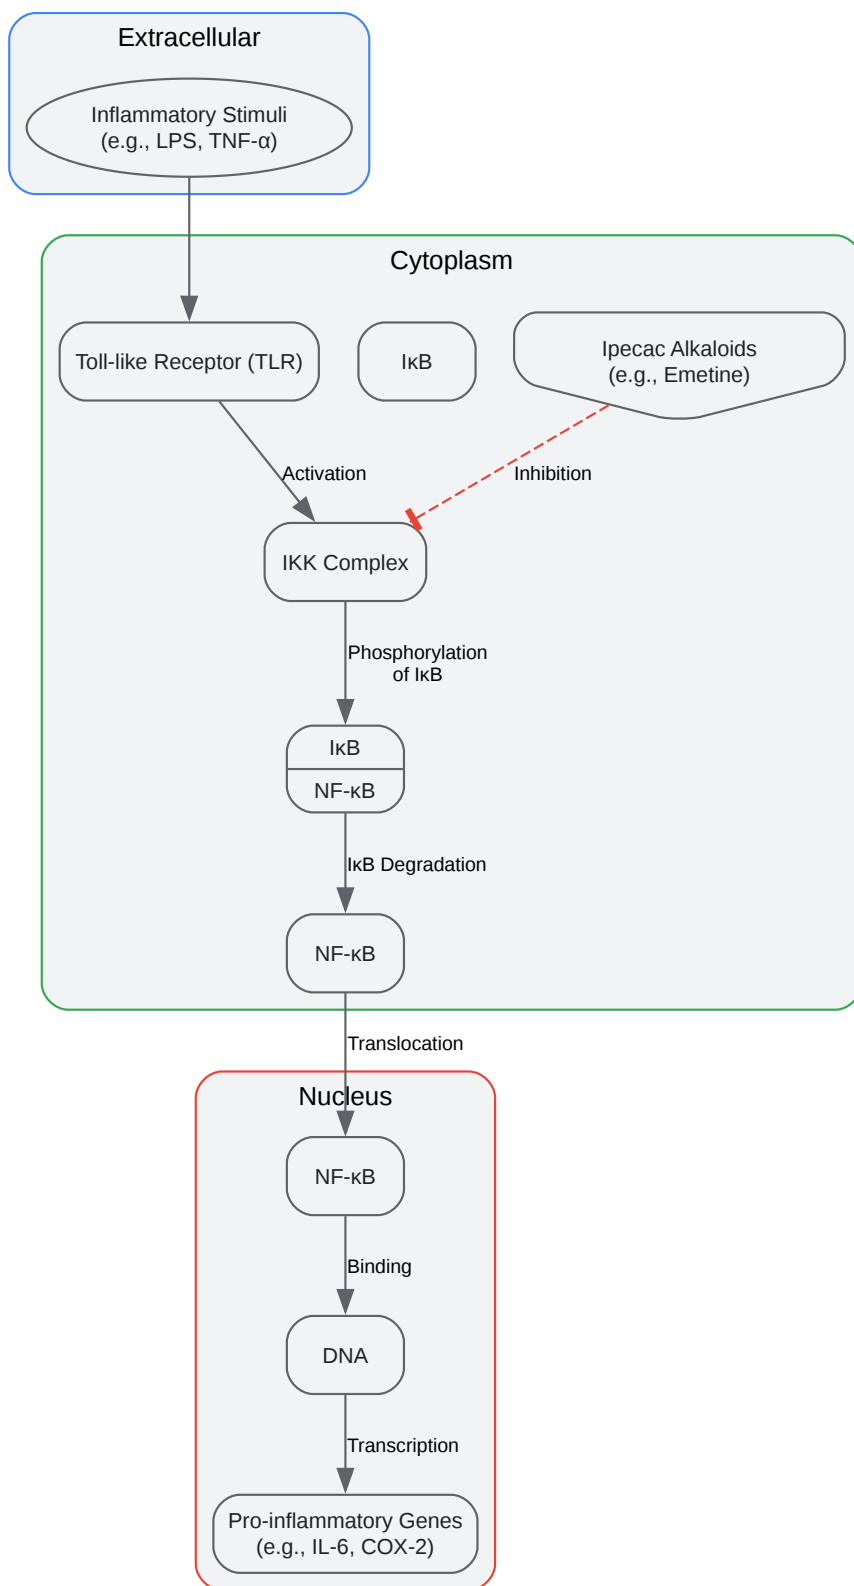 Extracellular
Inflammatory Stimuli
(e.g., LPS, TNF-α)
Cytoplasm
Toll-like Receptor (TLR)
IκB
Ipecac Alkaloids
(e.g., Emetine)
Activation
Inhibition
IKK Complex
Phosphorylation
of IκB
IκB
NF-κB
IκB Degradation
NF-κB
Translocation
Nucleus
NF-κB
Binding
DNA
Transcription
Pro-inflammatory Genes
(e.g., IL-6, COX-2)